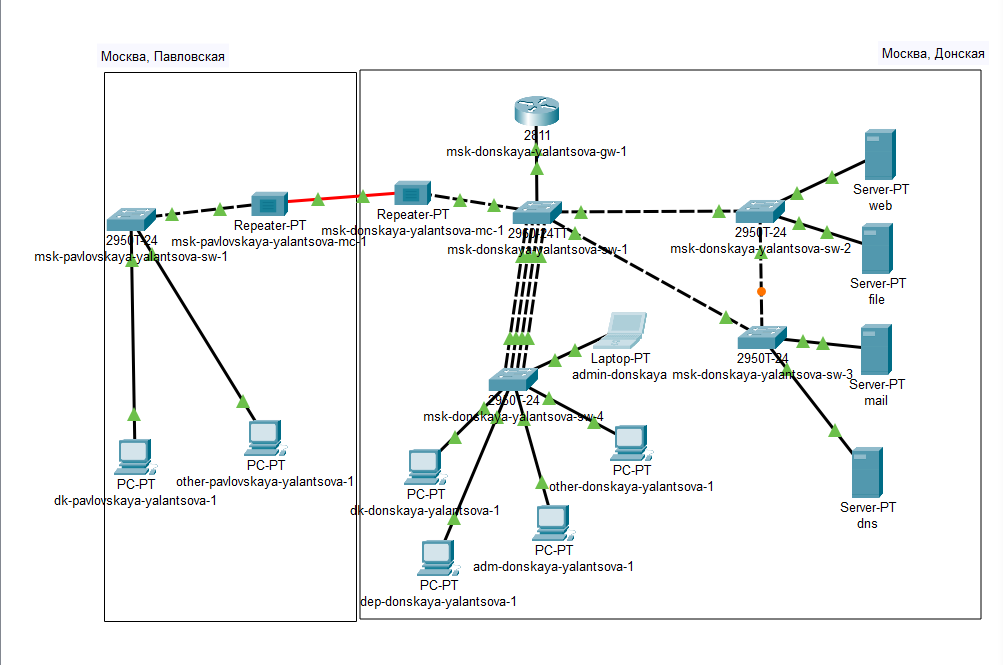 Москва, Павловская
Москва, Донская
2811
msk-donskaya-yalantsova-gw-1
Server-PT
web
Repeater-PT
msk-donskaya-yalantsova-mc-1
Repeater-PT
msk-pavlovskaya-yalantsova-mc-1
2950T-24
msk-pavlovskaya-yalantsova-sw-1
2960-24TT
msk-donskaya-yalantsova-sw-1
2950T-24
msk-donskaya-yalantsova-sw-2
Server-PT
file
Laptop-PT
admin-donskaya
2950T-24
msk-donskaya-yalantsova-sw-3
Server-PT
mail
2950T-24
msk-donskaya-yalantsova-sw-4
PC-PT
dk-pavlovskaya-yalantsova-1
PC-PT
other-pavlovskaya-yalantsova-1
PC-PT
dk-donskaya-yalantsova-1
PC-PT
other-donskaya-yalantsova-1
Server-PT
dns
PC-PT
adm-donskaya-yalantsova-1
PC-PT
dep-donskaya-yalantsova-1